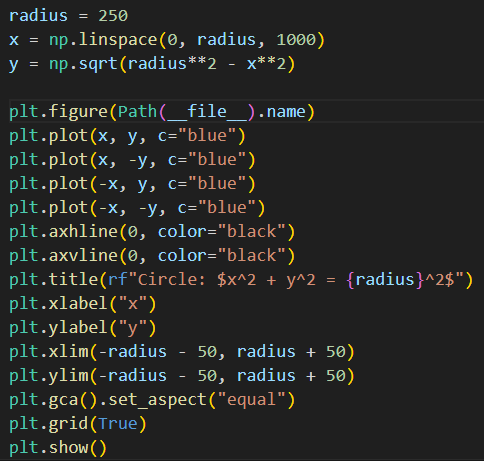 radius = 250
x = np.linspace(0, radius, 1000)
y = np.sqrt(radius**2 - x**2)
plt.figure(Path(__file__).name)
plt.plot(x, y, c="blue")
plt.plot(x, -y, c="blue")
plt.plot(-x, y, c="blue")
plt.plot(-x, -y, c="blue")
plt.axhline(0, color="black")
plt.axvline(0, color="black")
plt.title(rf"Circle: $x^2 + y^2 = {radius}^2$")
plt.xlabel("x")
plt.ylabel("y")
plt.xlim(-radius - 50, radius + 50)
plt.ylim(-radius - 50, radius + 50)
plt.gca().set_aspect("equal")
plt.grid(True)
plt.show()